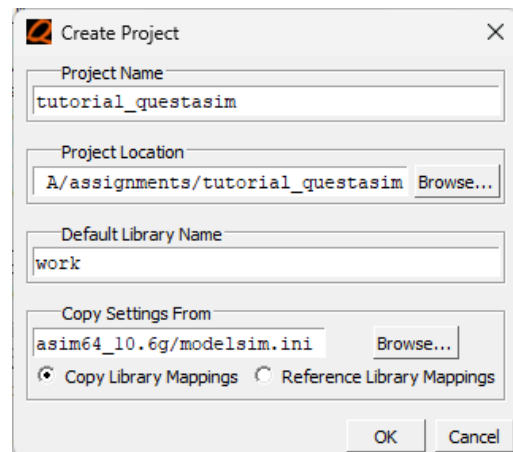 Create Project
Project Name
tutorial_questasim
Project Location
A/assignments/tutorial_questasim Browse...
Default Library Name
work
Copy Settings From
asim64_10.6g/modelsim.ini Browse...
Copy Library Mappings Reference Library Mappings
OK Cancel